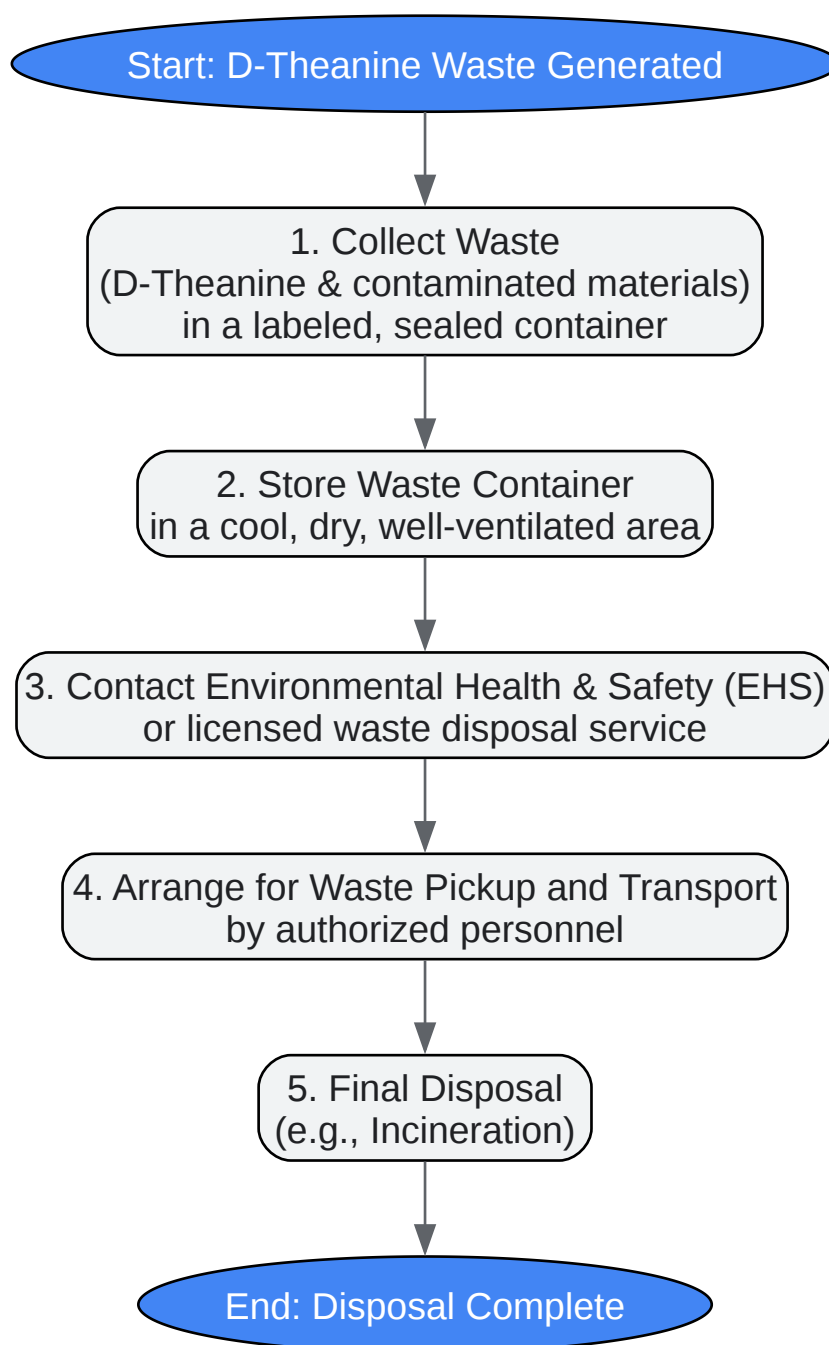 Start: D-Theanine Waste Generated
1. Collect Waste
(D-Theanine & contaminated materials)
in a labeled, sealed container
2. Store Waste Container
in a cool, dry, well-ventilated area
3. Contact Environmental Health & Safety (EHS)
or licensed waste disposal service
4. Arrange for Waste Pickup and Transport
by authorized personnel
5. Final Disposal
(e.g., Incineration)
End: Disposal Complete